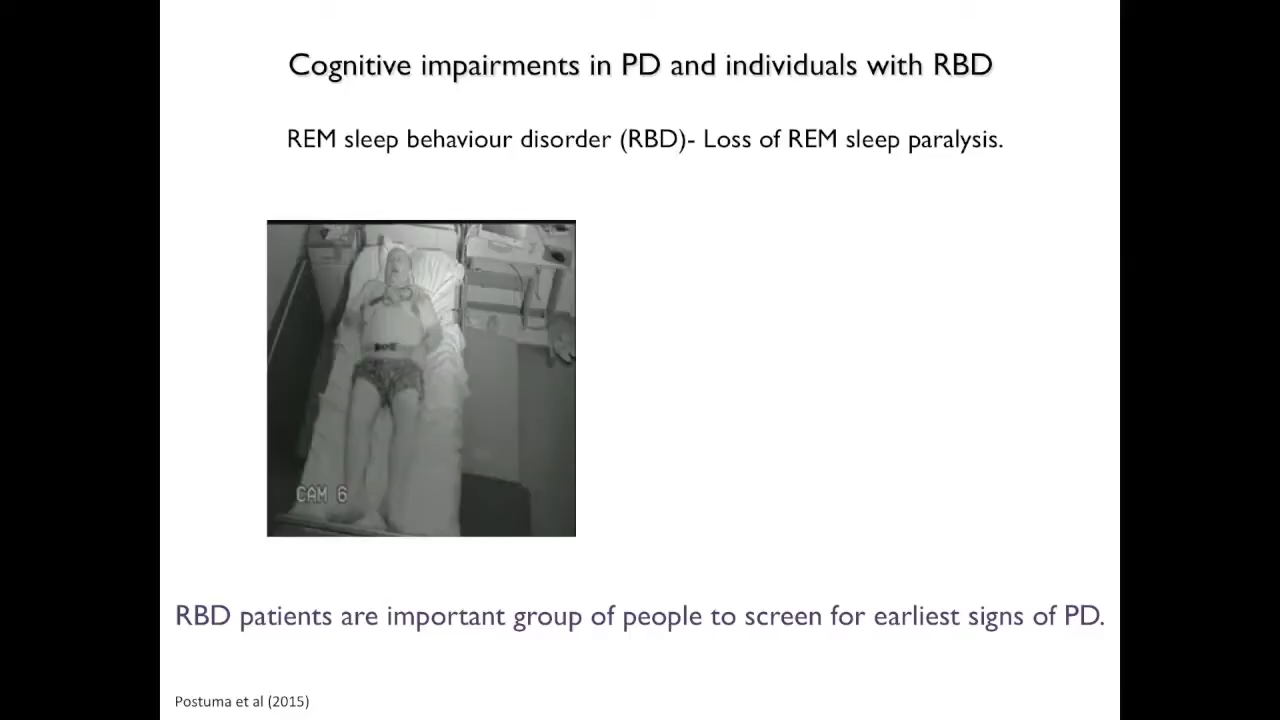 Cognitive impairments in PD and individuals with RBD
REM sleep behaviour disorder (RBD)- Loss of REM sleep paralysis.
CAM 6
RBD patients are important group of people to screen for earliest signs of PD.
Postuma et al (2015)